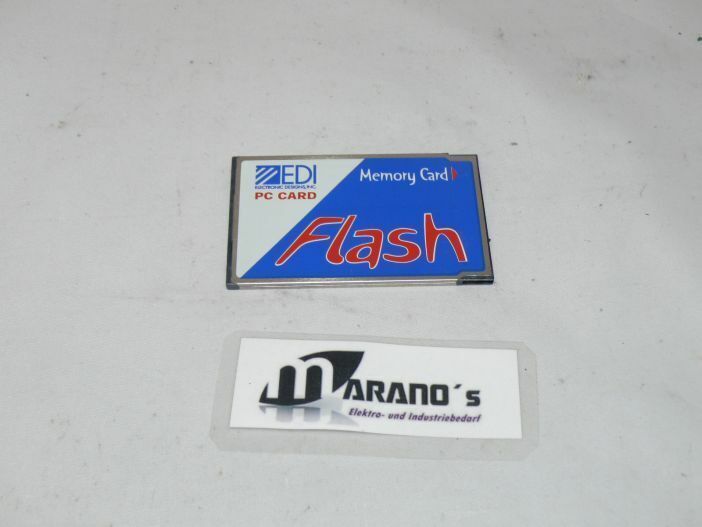 EDI
ELECTRONIC DESIGNS, INC.
PC CARD
Memory Card
Flash
MARANO´s
Elektro- und Industriebedarf